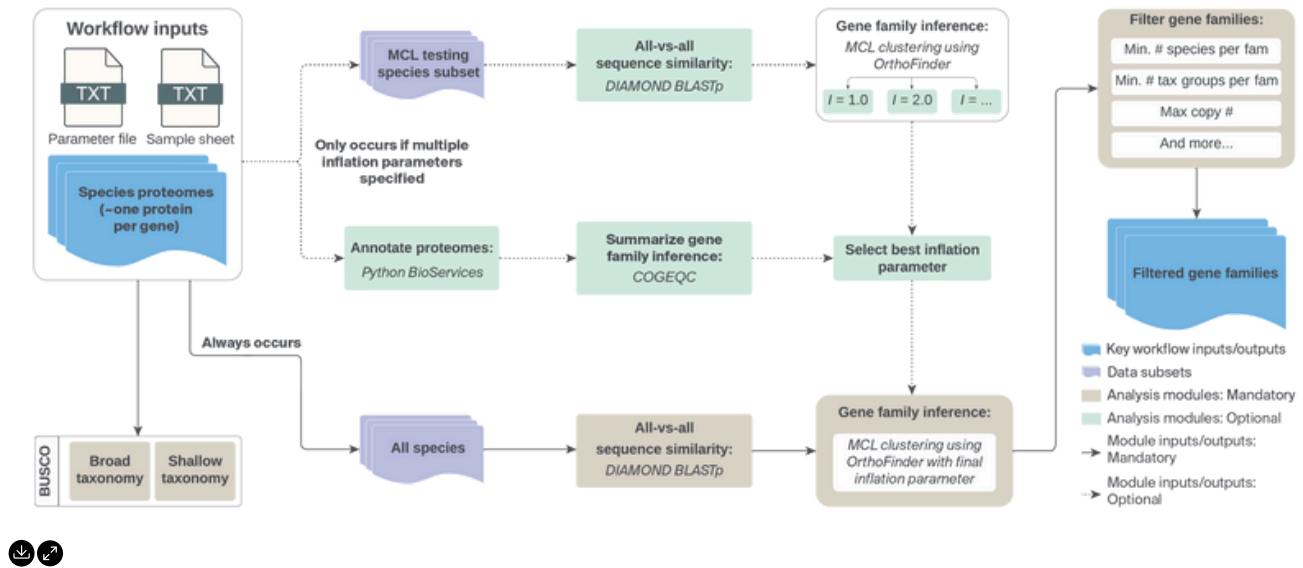 Workflow inputs
TXT
TXT
Parameter file
Sample sheet
Species proteomes
(~one protein
per gene)
Only occurs if multiple
inflation parameters
specified
MCL testing
species subset
All-vs-all
sequence similarity:
DIAMOND BLASTp
Gene family inference:
MCL clustering using
OrthoFinder
I = 1.0
I = 2.0
I = ...
Annotate proteomes:
Python BioServices
Summarize gene
family inference:
COGEQC
Select best inflation
parameter
Always occurs
BUSCO
Broad
taxonomy
Shallow
taxonomy
All species
All-vs-all
sequence similarity:
DIAMOND BLASTp
Gene family inference:
MCL clustering using
OrthoFinder with final
inflation parameter
Filter gene families:
Min. # species per fam
Min. # tax groups per fam
Max copy #
And more...
Filtered gene families
Key workflow inputs/outputs
Data subsets
Analysis modules: Mandatory
Analysis modules: Optional
Module inputs/outputs:
Mandatory
Module inputs/outputs:
Optional